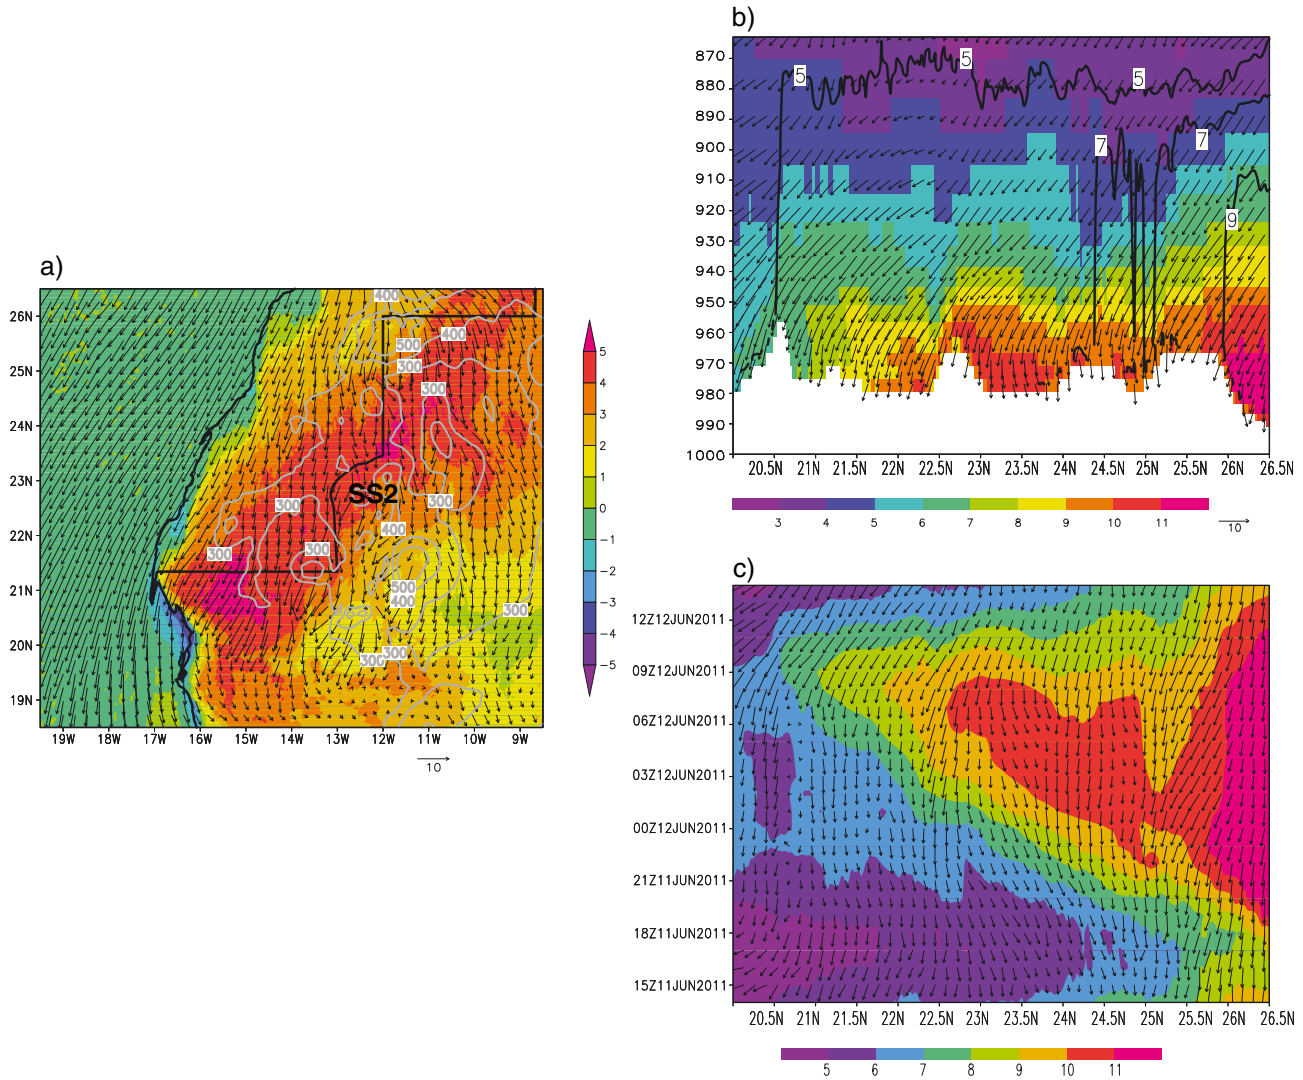 a)
26N
25N
24N
23N
22N
21N
20N
19N
19W 18W 17W 16W 15W 14W 13W 12W 11W 10W 9W
400
400
500
300
300
300
300
SS2
400
300
300
500
400
300
300
300
10
5
4
3
2
1
0
−1
−2
−3
−4
−5
b)
870
880
890
900
910
920
930
940
950
960
970
980
990
1000
5
5
5
7
7
9
20.5N 21N 21.5N 22N 22.5N 23N 23.5N 24N 24.5N 25N 25.5N 26N 26.5N
3 4 5 6 7 8 9 10 11
10
c)
12Z12JUN2011
09Z12JUN2011
06Z12JUN2011
03Z12JUN2011
00Z12JUN2011
21Z11JUN2011
18Z11JUN2011
15Z11JUN2011
20.5N 21N 21.5N 22N 22.5N 23N 23.5N 24N 24.5N 25N 25.5N 26N 26.5N
5 6 7 8 9 10 11